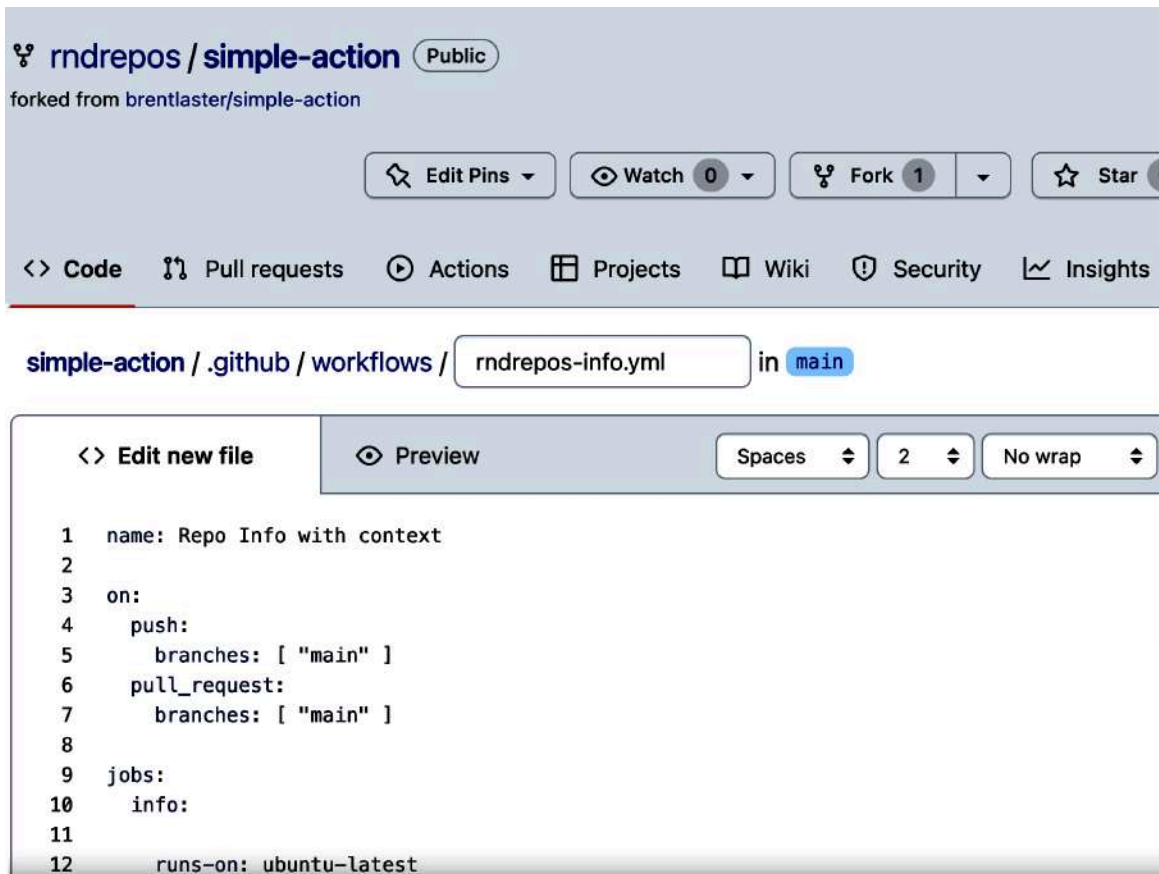 rndrepos / simple-action Public
forked from brentlaster/simple-action
Edit Pins Watch 0 Fork 1 Star
<> Code Pull requests Actions Projects Wiki Security Insights
simple-action / .github / workflows / rndrepos-info.yml in main
<> Edit new file Preview Spaces 2 No wrap
1 name: Repo Info with context
2
3 on:
4   push:
5     branches: [ "main" ]
6   pull_request:
7     branches: [ "main" ]
8
9 jobs:
10   info:
11
12     runs-on: ubuntu-latest